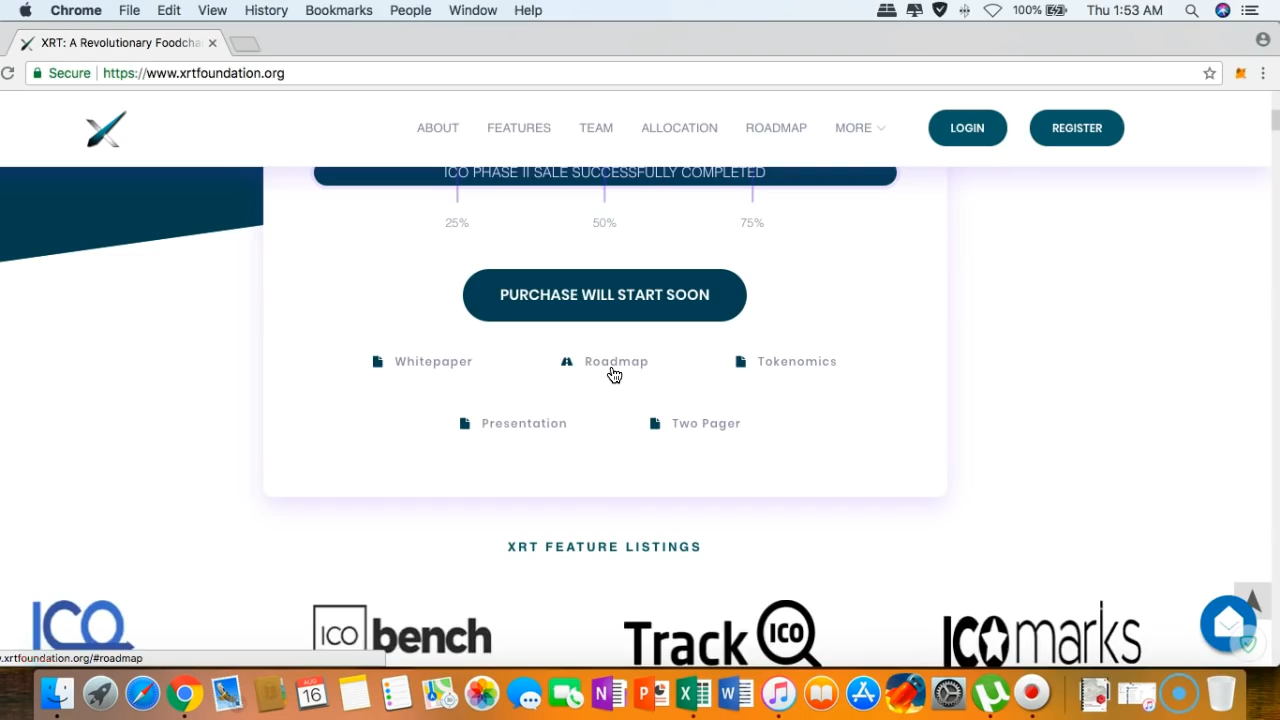 Chrome File Edit View History Bookmarks People Window Help 100% Thu 1:53 AM
XRT: A Revolutionary Foodcha
Secure https://www.xrtfoundation.org
ABOUT FEATURES TEAM ALLOCATION ROADMAP MORE LOGIN REGISTER
ICO PHASE II SALE SUCCESSFULLY COMPLETED
25% 50% 75%
PURCHASE WILL START SOON
Whitepaper Roadmap Tokenomics
Presentation Two Pager
XRT FEATURE LISTINGS
ICO ICO bench Track ICO ICO marks
.xrtfoundation.org/#roadmap
AUG
16